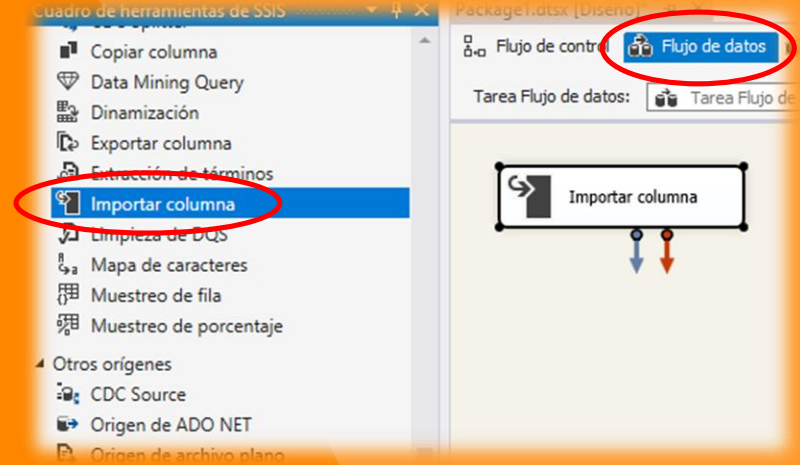 Cuadro de herramientas de SSIS
Package1.dtsx [Diseño]*
Copiar columna
Data Mining Query
Dinamización
Exportar columna
Extracción de términos
Importar columna
Limpieza de DQS
Mapa de caracteres
Muestreo de fila
Muestreo de porcentaje
Otros orígenes
CDC Source
Origen de ADO NET
Origen de archivo plano
Flujo de control
Flujo de datos
Tarea Flujo de datos:
Tarea Flujo de
Importar columna